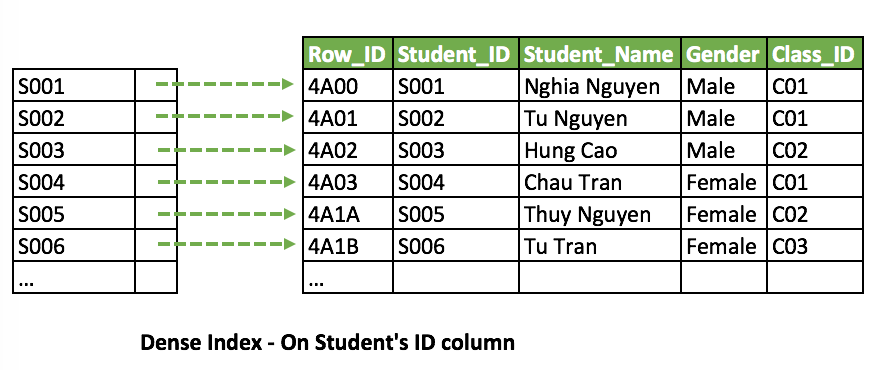 Row_ID Student_ID Student_Name Gender Class_ID
S001 4A00 S001 Nghia Nguyen Male C01
S002 4A01 S002 Tu Nguyen Male C01
S003 4A02 S003 Hung Cao Male C02
S004 4A03 S004 Chau Tran Female C01
S005 4A1A S005 Thuy Nguyen Female C02
S006 4A1B S006 Tu Tran Female C03
... ...
Dense Index - On Student's ID column